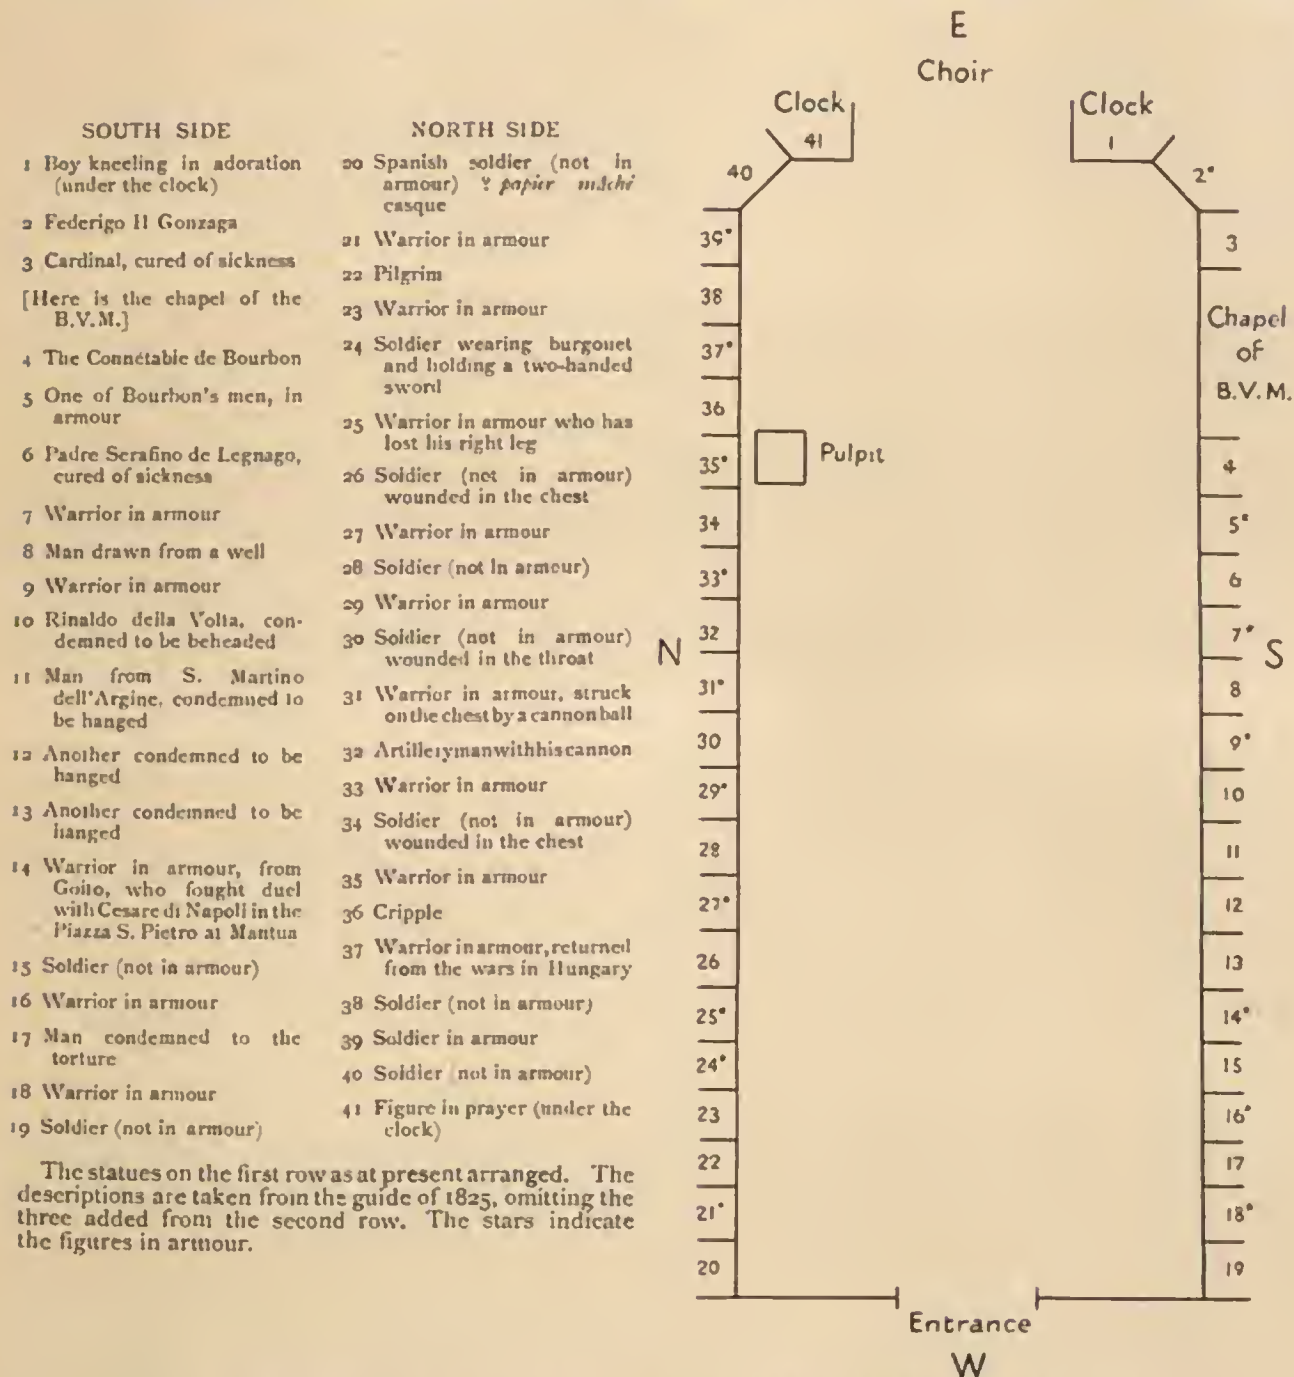 SOUTH SIDE
1 Boy kneeling in adoration
(under the clock)
2 Federigo II Gonzaga
3 Cardinal, cured of sickness
[Here is the chapel of the
B.V.M.]
4 The Connétable de Bourbon
5 One of Bourbon's men, in
armour
6 Padre Serafino de Legnago,
cured of sickness
7 Warrior in armour
8 Man drawn from a well
9 Warrior in armour
10 Rinaldo della Volta, con-
demned to be beheaded
11 Man from S. Martino
dell'Argine, condemned to
be hanged
12 Another condemned to be
hanged
13 Another condemned to be
hanged
14 Warrior in armour, from
Goito, who fought duel
with Cesare di Napoli in the
Piazza S. Pietro at Mantua
15 Soldier (not in armour)
16 Warrior in armour
17 Man condemned to the
torture
18 Warrior in armour
19 Soldier (not in armour)
NORTH SIDE
20 Spanish soldier (not in
armour) ? papier mâché
casque
21 Warrior in armour
22 Pilgrim
23 Warrior in armour
24 Soldier wearing burgonet
and holding a two-handed
sword
25 Warrior in armour who has
lost his right leg
26 Soldier (not in armour)
wounded in the chest
27 Warrior in armour
28 Soldier (not in armour)
29 Warrior in armour
30 Soldier (not in armour)
wounded in the throat
31 Warrior in armour, struck
on the chest by a cannon ball
32 Artilleryman with his cannon
33 Warrior in armour
34 Soldier (not in armour)
wounded in the chest
35 Warrior in armour
36 Cripple
37 Warrior in armour, returned
from the wars in Hungary
38 Soldier (not in armour)
39 Soldier in armour
40 Soldier (not in armour)
41 Figure in prayer (under the
clock)
The statues on the first row as at present arranged. The
descriptions are taken from the guide of 1825, omitting the
three added from the second row. The stars indicate
the figures in armour.
E
Choir
Clock
Clock
41
1
40
2*
39*
3
38
Chapel
of
B.V.M.
37*
36
35*
Pulpit
4
34
5*
33*
6
N
32
7*
S
31*
8
30
9*
29*
10
28
11
27*
12
26
13
25*
14*
24*
15
23
16*
22
17
21*
18*
20
19
Entrance
W